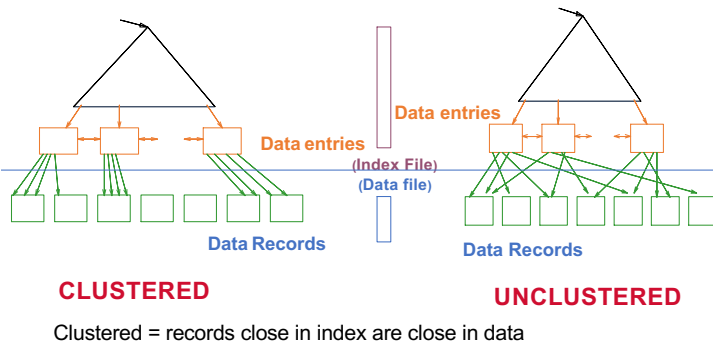 Data entries
Data entries
(Index File)
(Data file)
Data Records
Data Records
CLUSTERED
UNCLUSTERED
Clustered = records close in index are close in data